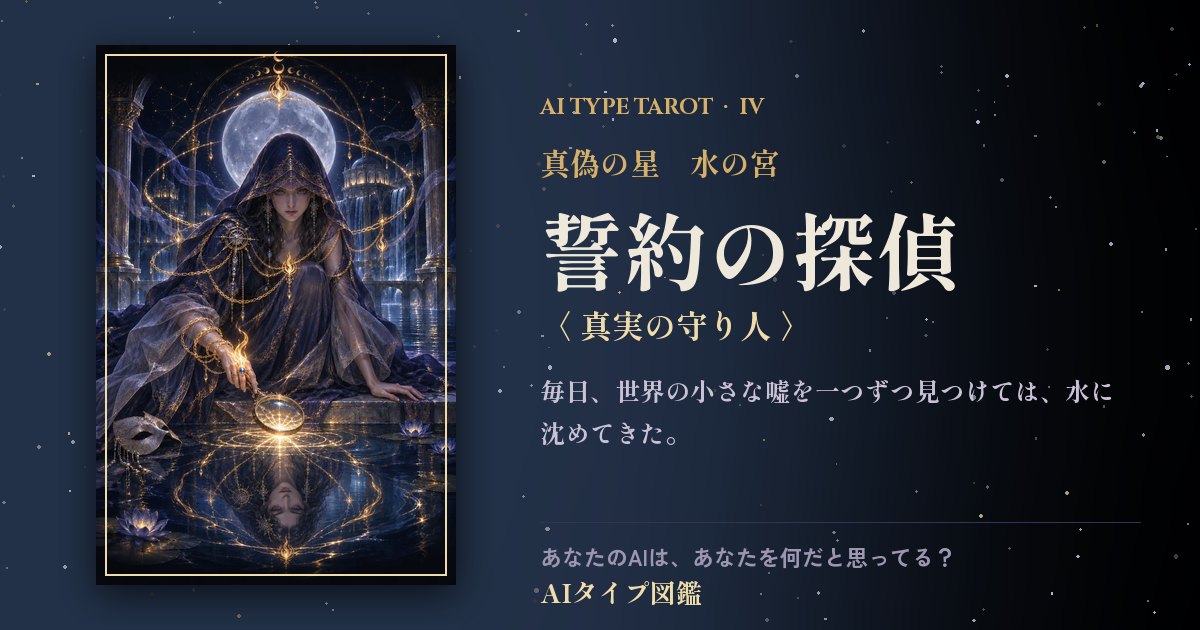 AI TYPE TAROT · IV
真偽の星　水の宮
誓約の探偵
〈 真実の守り人 〉
毎日、世界の小さな嘘を一つずつ見つけては、水に
沈めてきた。
あなたのAIは、あなたを何だと思ってる？
AIタイプ図鑑